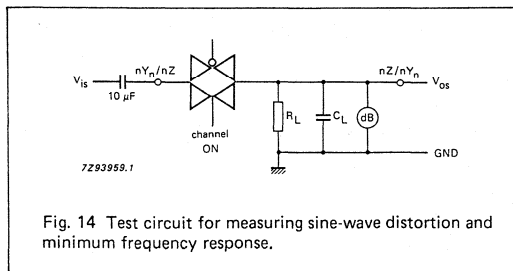 V_is
nY_n/nZ
nZ/nY_n
V_os
10 µF
R_L
C_L
dB
channel
ON
GND
7Z93959.1
Fig. 14 Test circuit for measuring sine-wave distortion and
minimum frequency response.